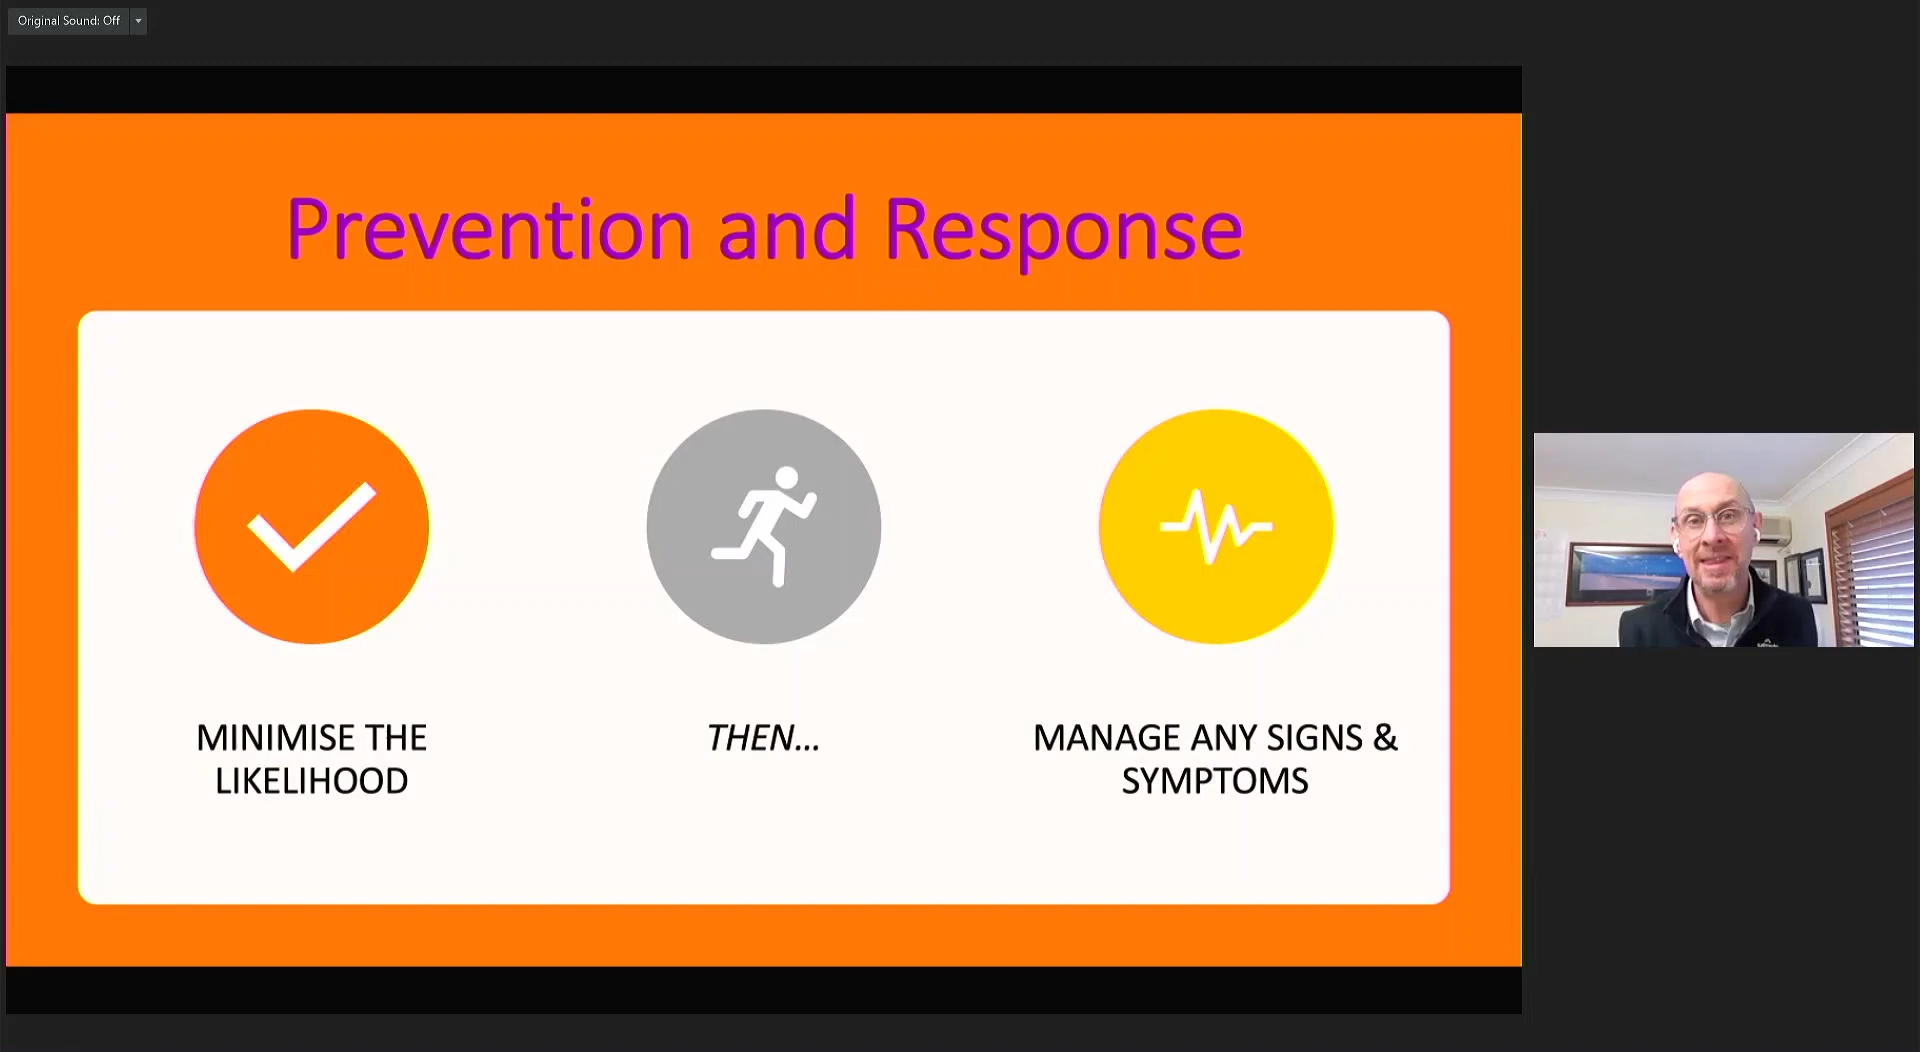 Original Sound: Off
Prevention and Response
MINIMISE THE
LIKELIHOOD
THEN...
MANAGE ANY SIGNS &
SYMPTOMS